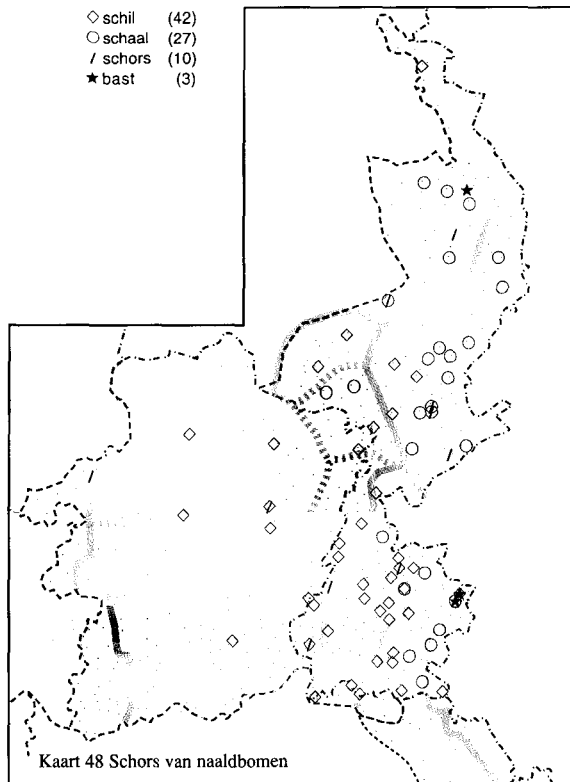 ◇ schil (42)
○ schaal (27)
/ schors (10)
★ bast (3)
Kaart 48 Schors van naaldbomen